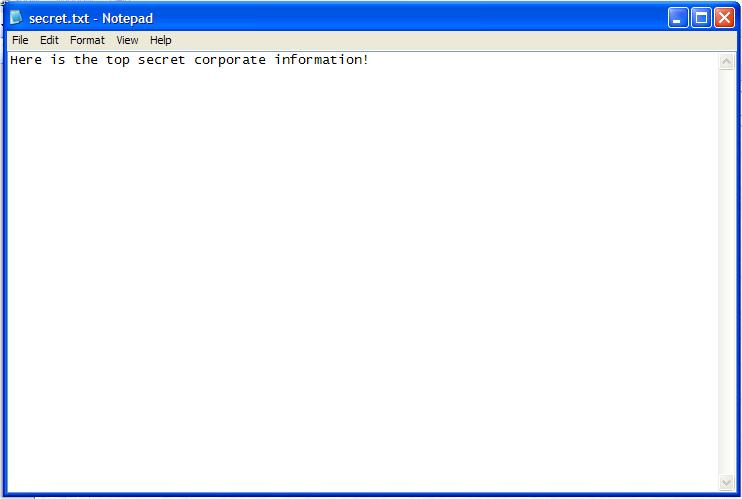 secret.txt - Notepad
File Edit Format View Help
Here is the top secret corporate information!